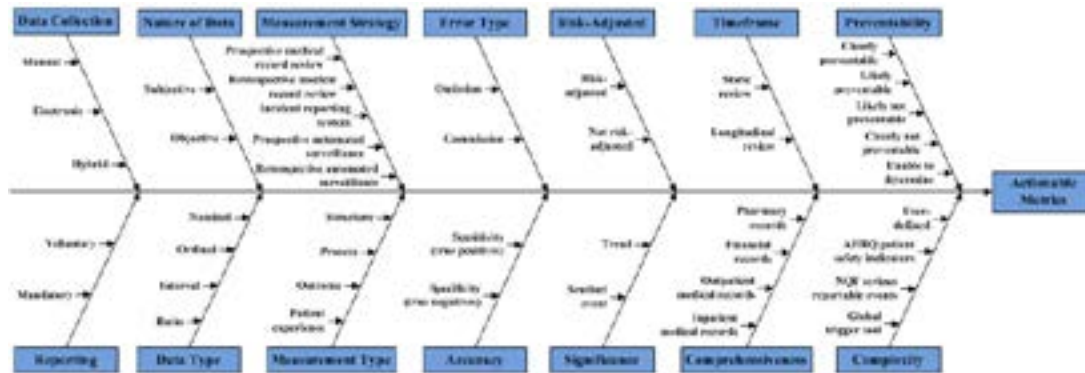 Data Collection
Nature of Data
Measurement Strategy
Error Type
Risk-Adjusted
Timeframe
Preventability
Manual
Electronic
Hybrid
Subjective
Objective
Prospective medical
record review
Retrospective medical
record review
Incident reporting
system
Prospective automated
surveillance
Retrospective automated
surveillance
Omission
Commission
Risk-
adjusted
Not risk-
adjusted
Static
review
Longitudinal
review
Clearly
preventable
Likely
preventable
Likely not
preventable
Clearly not
preventable
Unable to
determine
Actionable
Metrics
Voluntary
Mandatory
Nominal
Ordinal
Interval
Ratio
Structure
Process
Outcome
Patient
experience
Sensitivity
(true positives)
Specificity
(true negatives)
Trend
Sentinel
event
Pharmacy
records
Financial
records
Outpatient
medical records
Inpatient
medical records
User-
defined
AHRQ patient
safety indicators
NQF serious
reportable events
Global
trigger tool
Reporting
Data Type
Measurement Type
Accuracy
Significance
Comprehensiveness
Complexity